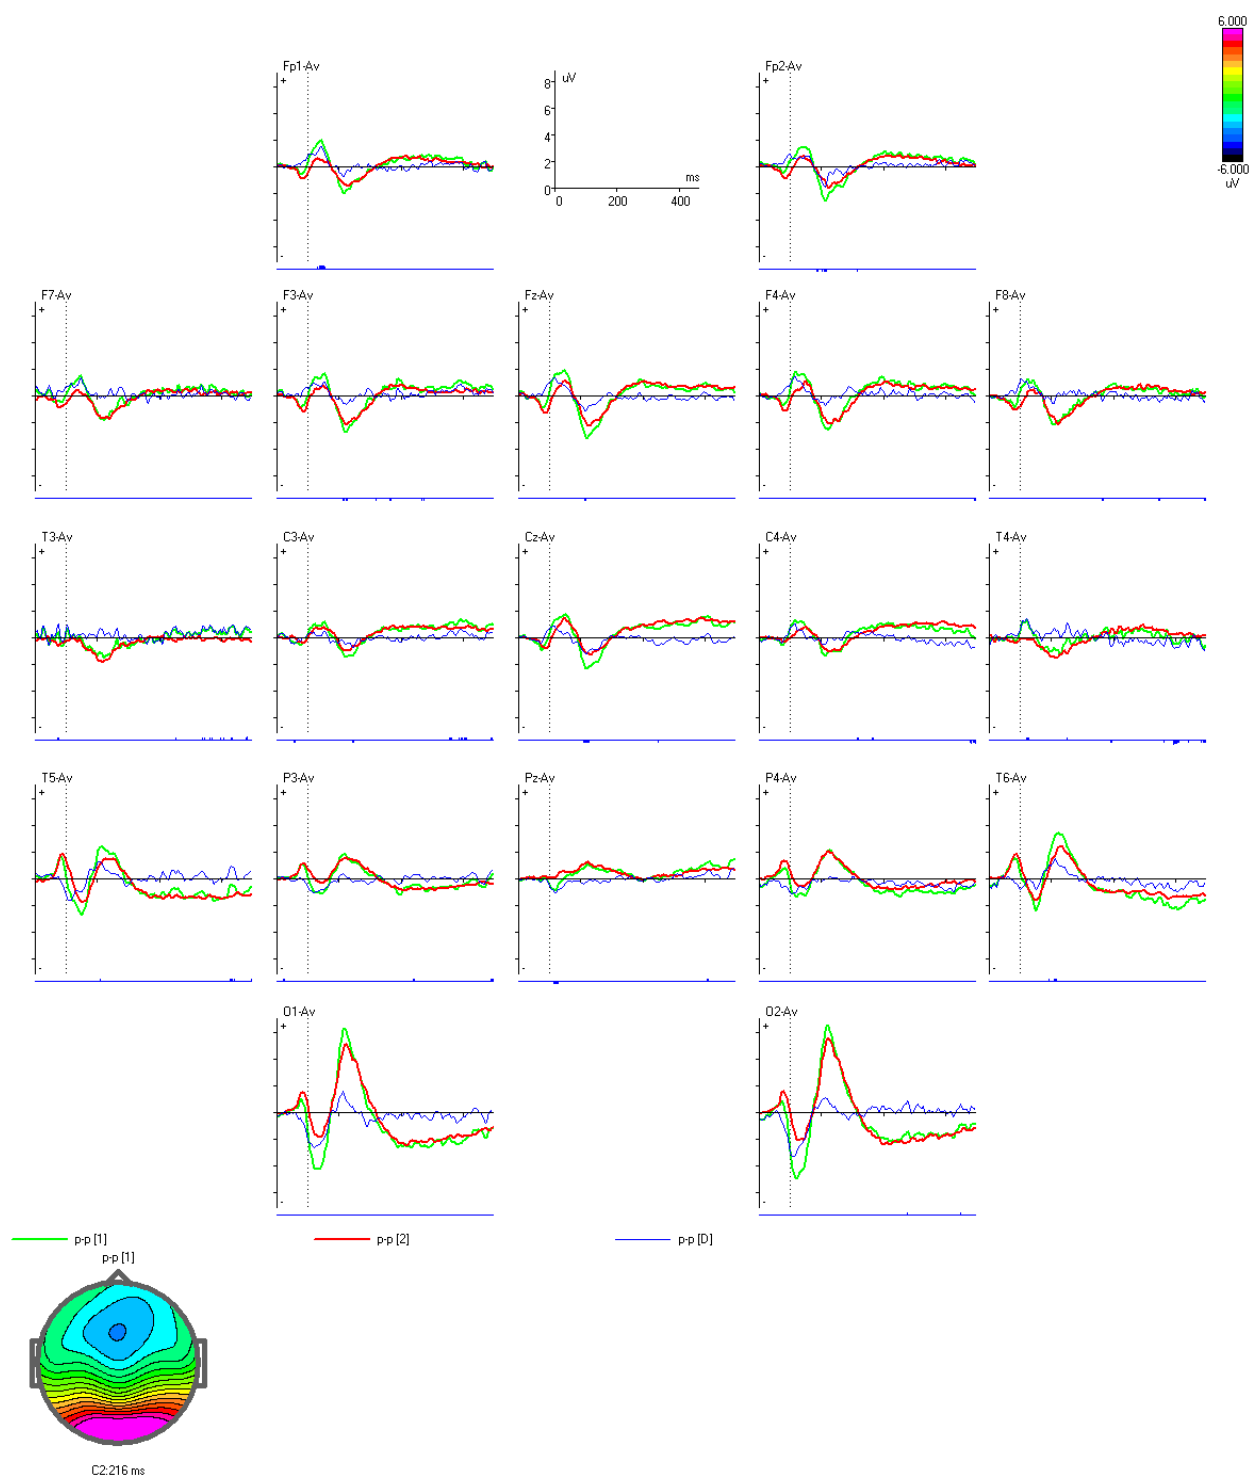 6.000
Fp1-Av
+
-
8
6
4
2
0
uV
ms
0 200 400
Fp2-Av
+
-
-6.000
uV
F7-Av
+
-
F3-Av
+
-
Fz-Av
+
-
F4-Av
+
-
F8-Av
+
-
T3-Av
+
-
C3-Av
+
-
Cz-Av
+
-
C4-Av
+
-
T4-Av
+
-
T5-Av
+
-
P3-Av
+
-
Pz-Av
+
-
P4-Av
+
-
T6-Av
+
-
O1-Av
+
-
O2-Av
+
-
p-p [1] p-p [2] p-p [D]
p-p [1]
C2:216 ms